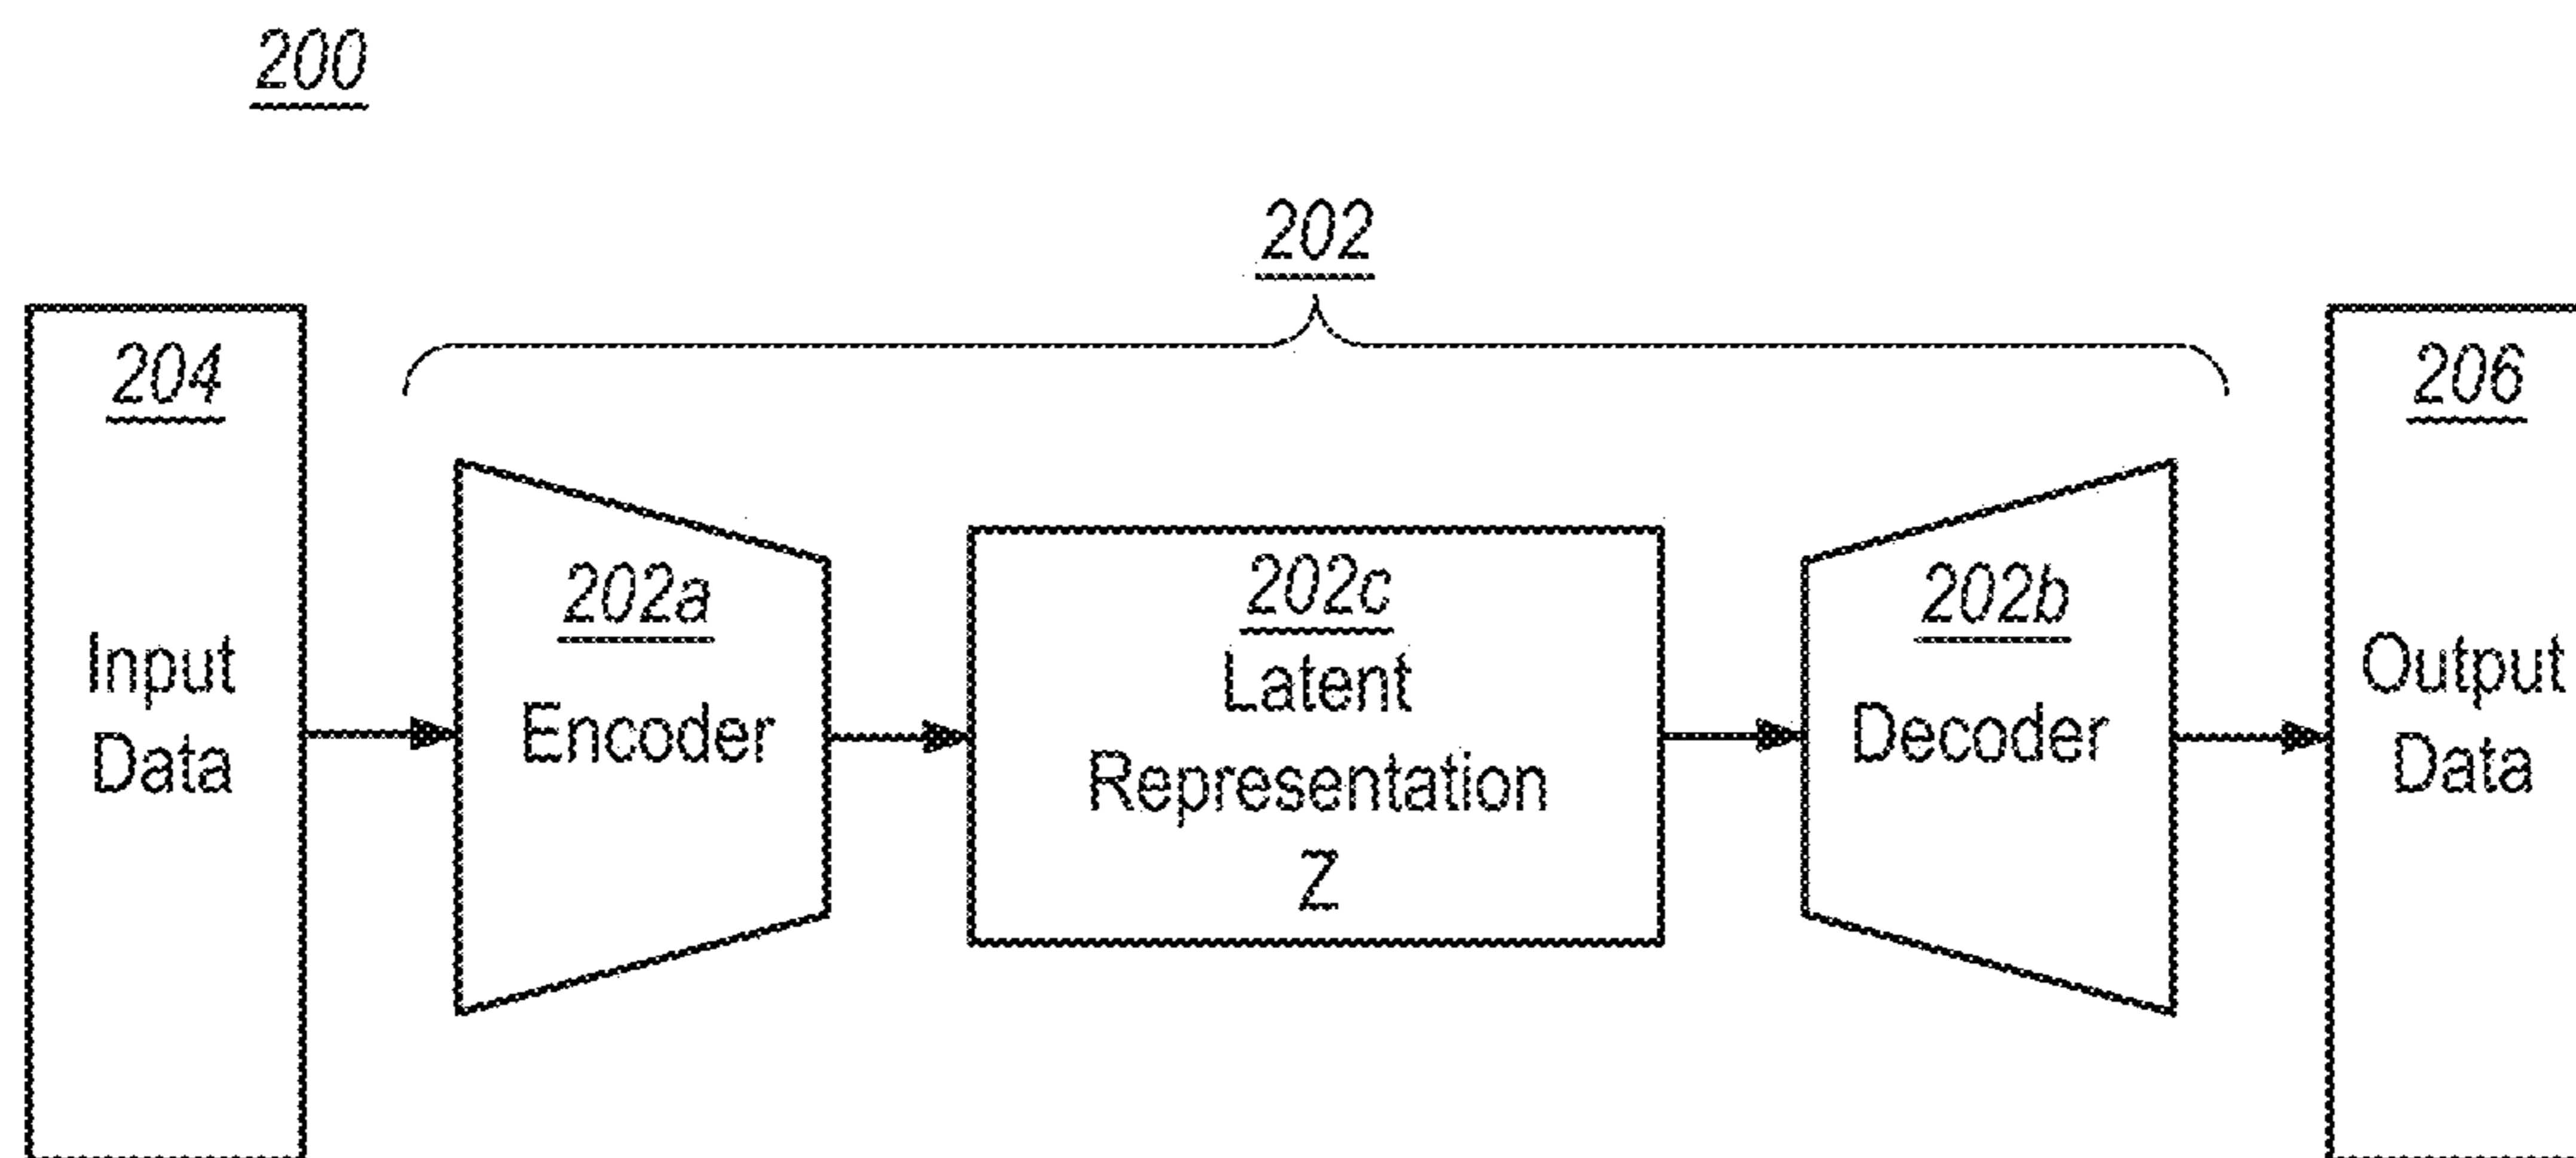 200
202
204
Input
Data
202a
Encoder
202c
Latent
Representation
Z
202b
Decoder
206
Output
Data